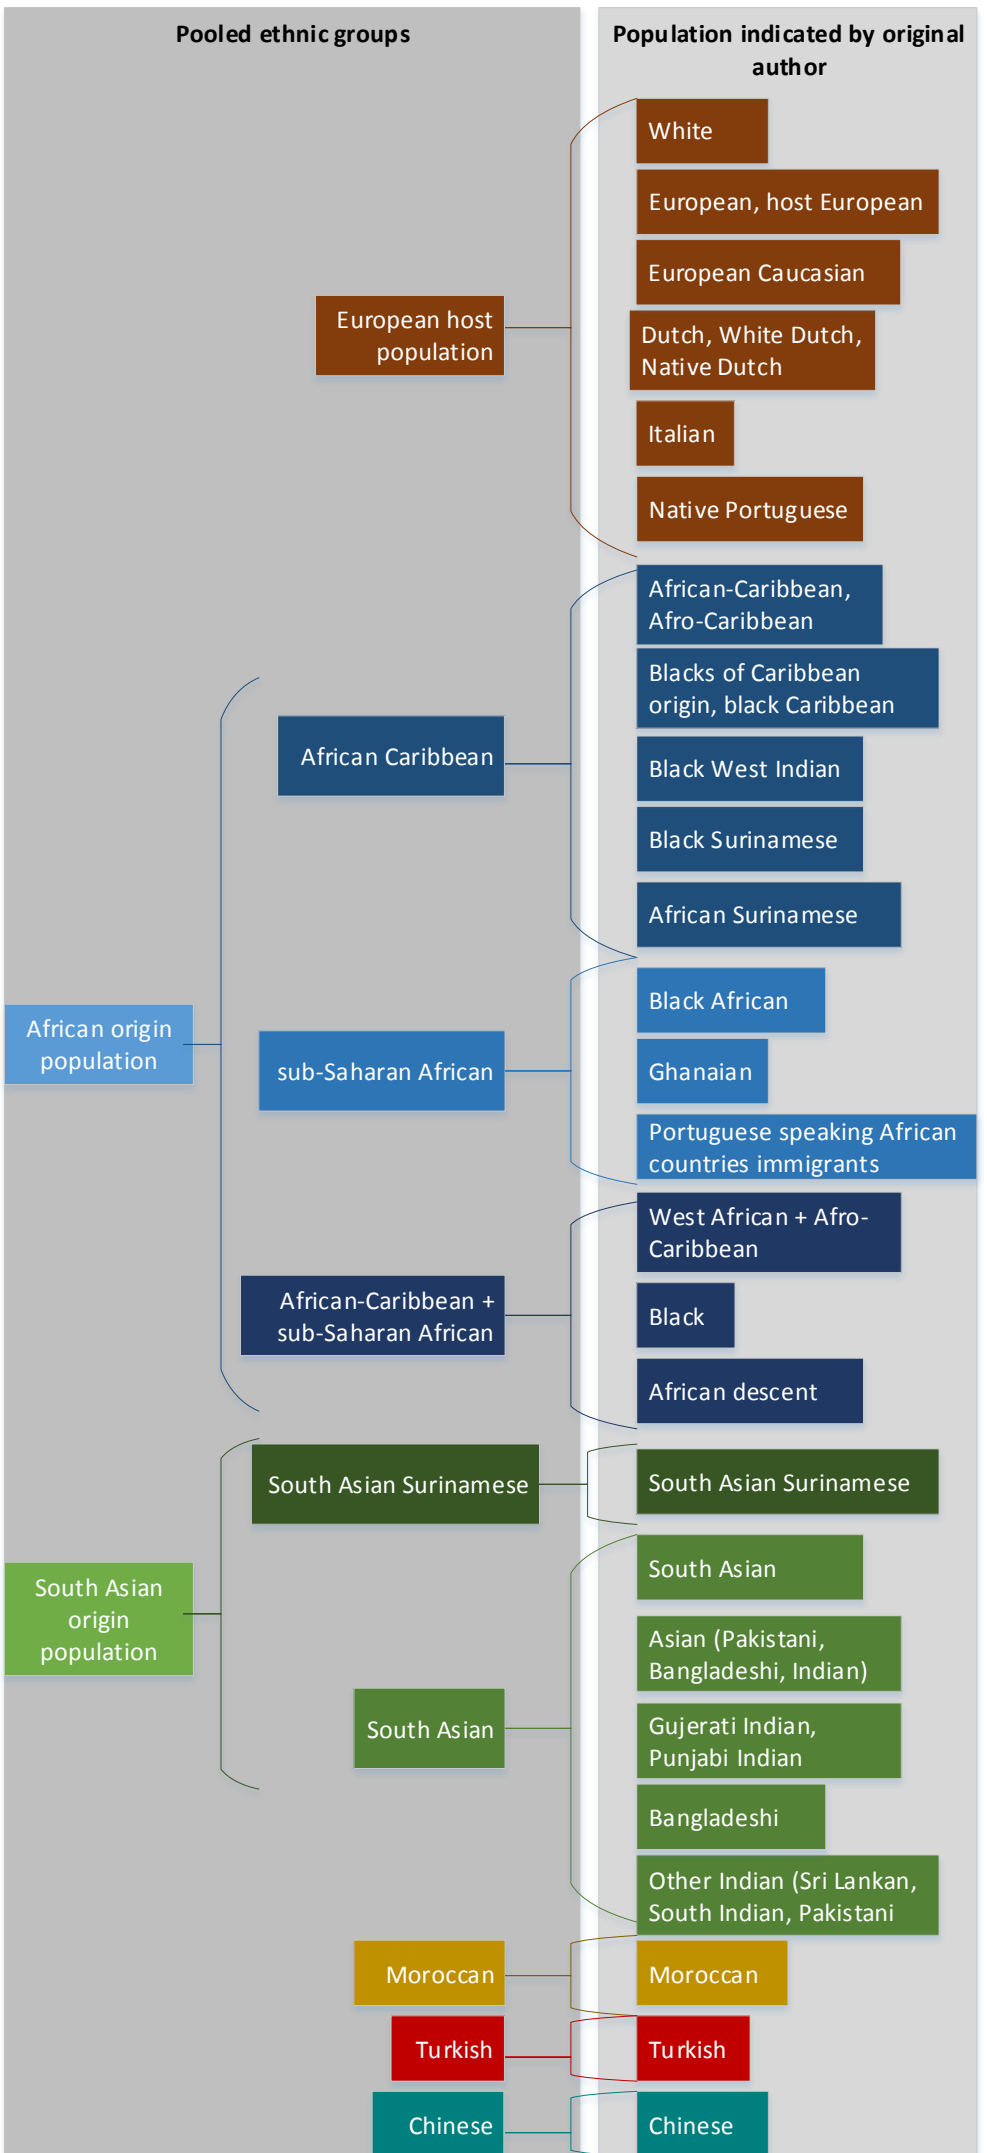 Pooled ethnic groups
Population indicated by original
author
European host
population
White
European, host European
European Caucasian
Dutch, White Dutch,
Native Dutch
Italian
Native Portuguese
African origin
population
African Caribbean
African-Caribbean,
Afro-Caribbean
Blacks of Caribbean
origin, black Caribbean
Black West Indian
Black Surinamese
African Surinamese
sub-Saharan African
Black African
Ghanaian
Portuguese speaking African
countries immigrants
African-Caribbean +
sub-Saharan African
West African + Afro-
Caribbean
Black
African descent
South Asian
origin
population
South Asian Surinamese
South Asian Surinamese
South Asian
South Asian
Asian (Pakistani,
Bangladeshi, Indian)
Gujerati Indian,
Punjabi Indian
Bangladeshi
Other Indian (Sri Lankan,
South Indian, Pakistani
Moroccan
Moroccan
Turkish
Turkish
Chinese
Chinese